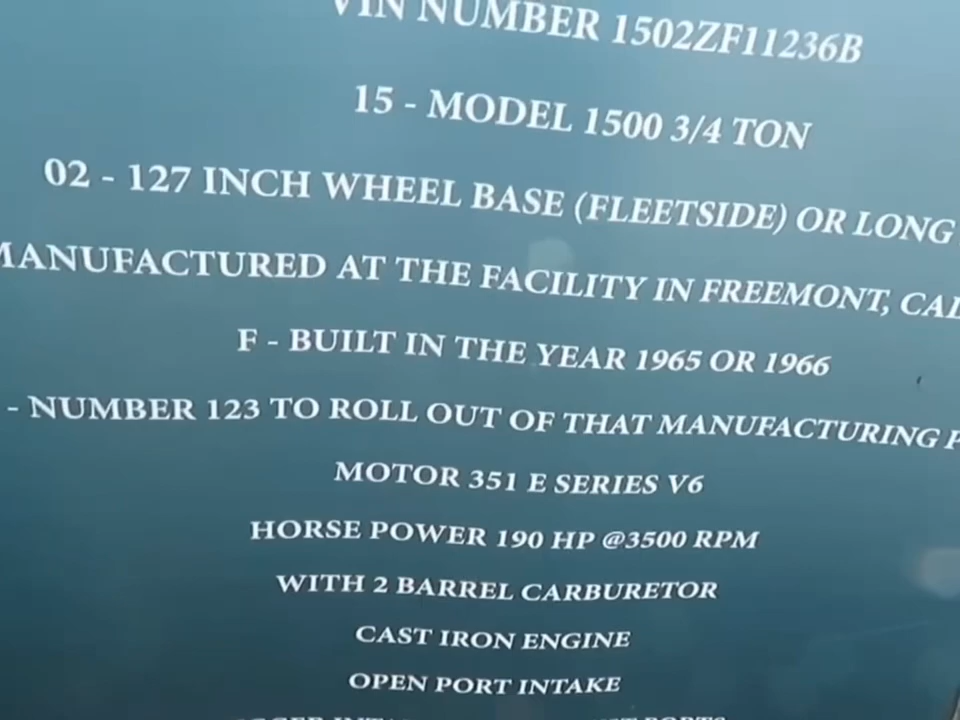 VIN NUMBER 1502ZF11236B
15 - MODEL 1500 3/4 TON
02 - 127 INCH WHEEL BASE (FLEETSIDE) OR LONG
MANUFACTURED AT THE FACILITY IN FREEMONT, CAL
F - BUILT IN THE YEAR 1965 OR 1966
- NUMBER 123 TO ROLL OUT OF THAT MANUFACTURING P
MOTOR 351 E SERIES V6
HORSE POWER 190 HP @3500 RPM
WITH 2 BARREL CARBURETOR
CAST IRON ENGINE
OPEN PORT INTAKE